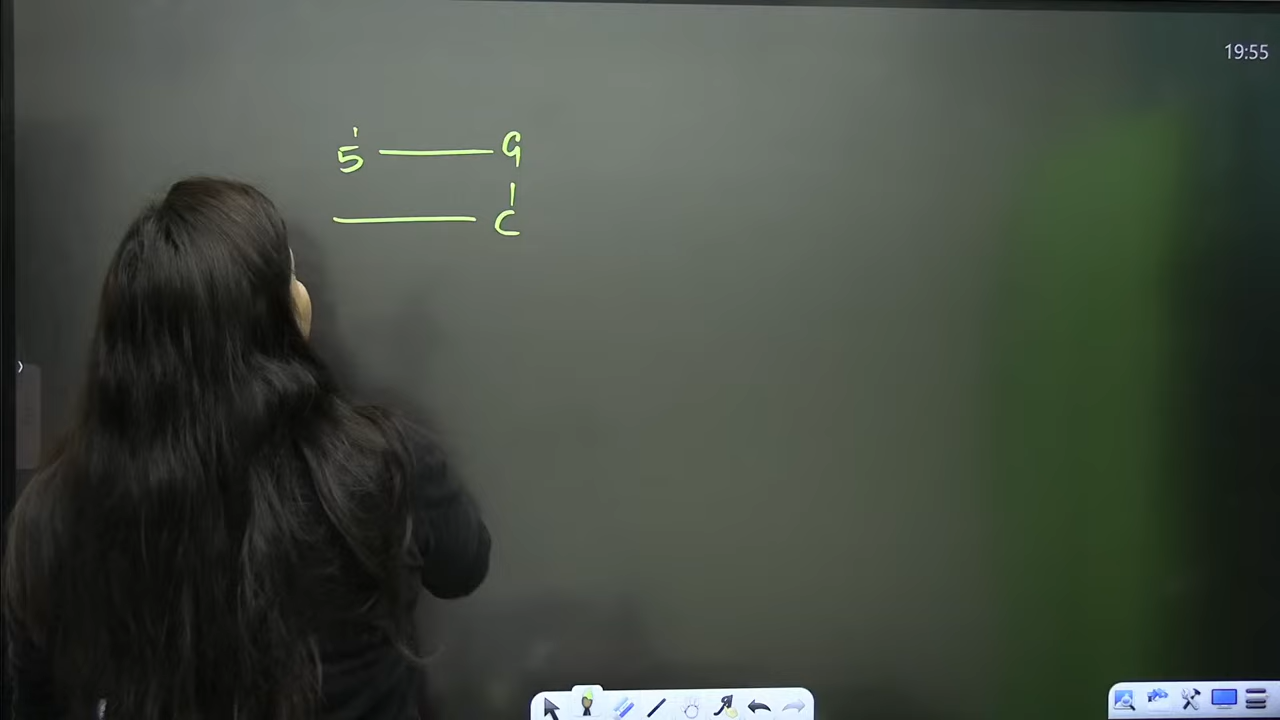 19:55
5' — G
|
— C